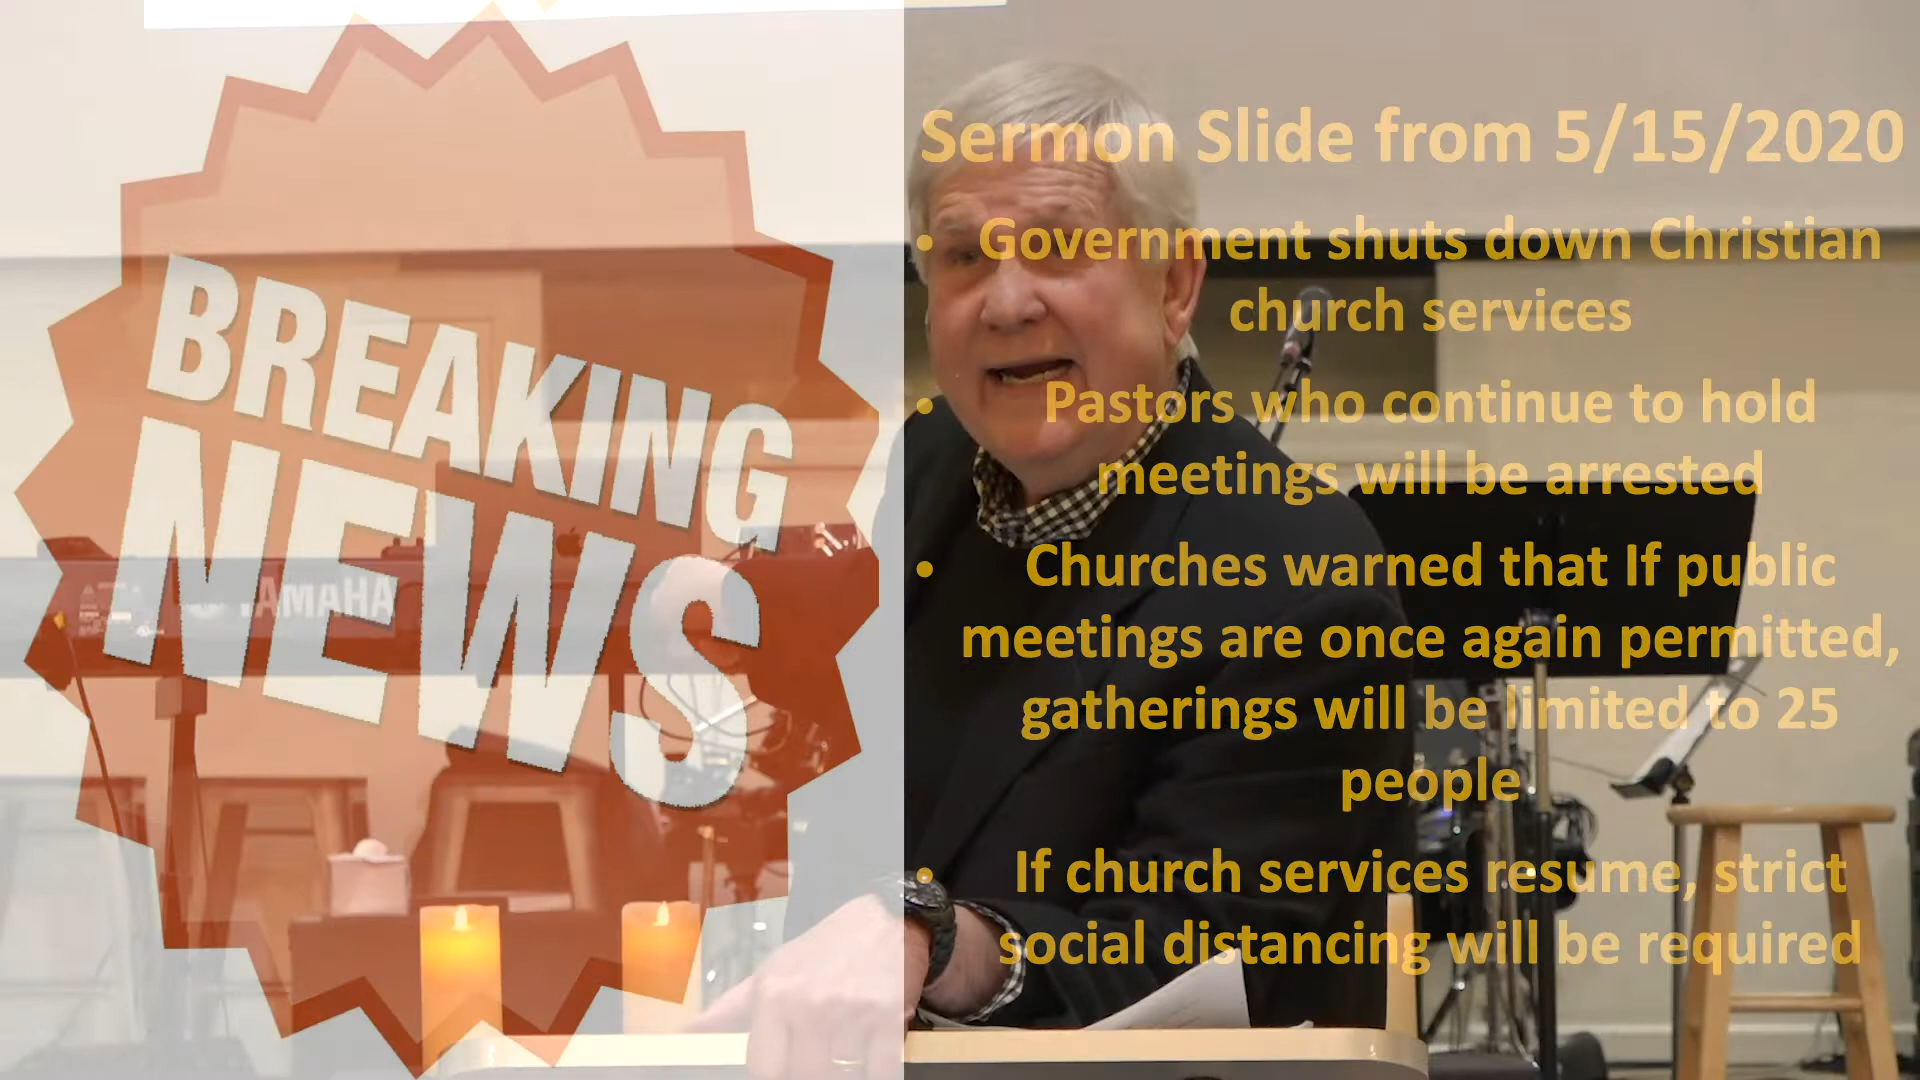 BREAKING
NEWS
YAMAHA
Sermon Slide from 5/15/2020
• Government shuts down Christian
church services
• Pastors who continue to hold
meetings will be arrested
• Churches warned that If public
meetings are once again permitted,
gatherings will be limited to 25
people
• If church services resume, strict
social distancing will be required